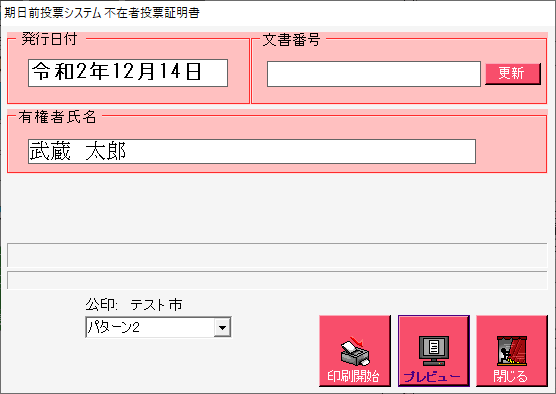 期日前投票システム 不在者投票証明書
発行日付
文書番号
令和2年12月14日
更新
有権者氏名
武蔵　太郎
公印:　テスト市
パターン2
印刷開始
プレビュー
閉じる